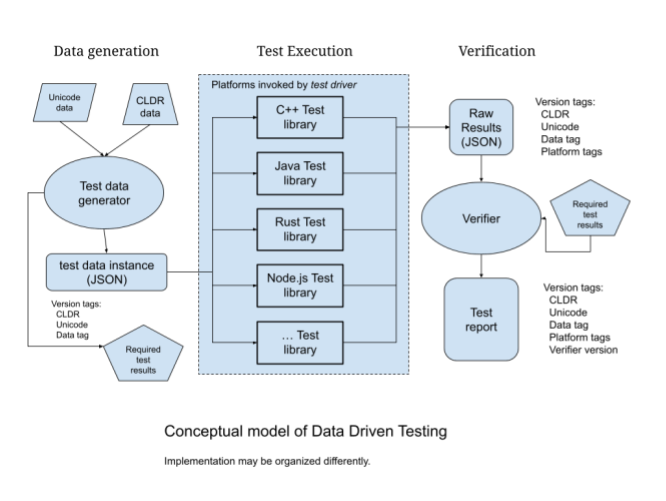 Data generation
Test Execution
Verification
Unicode
data
CLDR
data
Test data
generator
test data instance
(JSON)
Version tags:
CLDR
Unicode
Data tag
Required
test
results
Platforms invoked by test driver
C++ Test
library
Java Test
library
Rust Test
library
Node.js Test
library
... Test
library
Raw
Results
(JSON)
Version tags:
CLDR
Unicode
Data tag
Platform tags
Verifier
Required
test
results
Test
report
Version tags:
CLDR
Unicode
Data tag
Platform tags
Verifier version
Conceptual model of Data Driven Testing
Implementation may be organized differently.